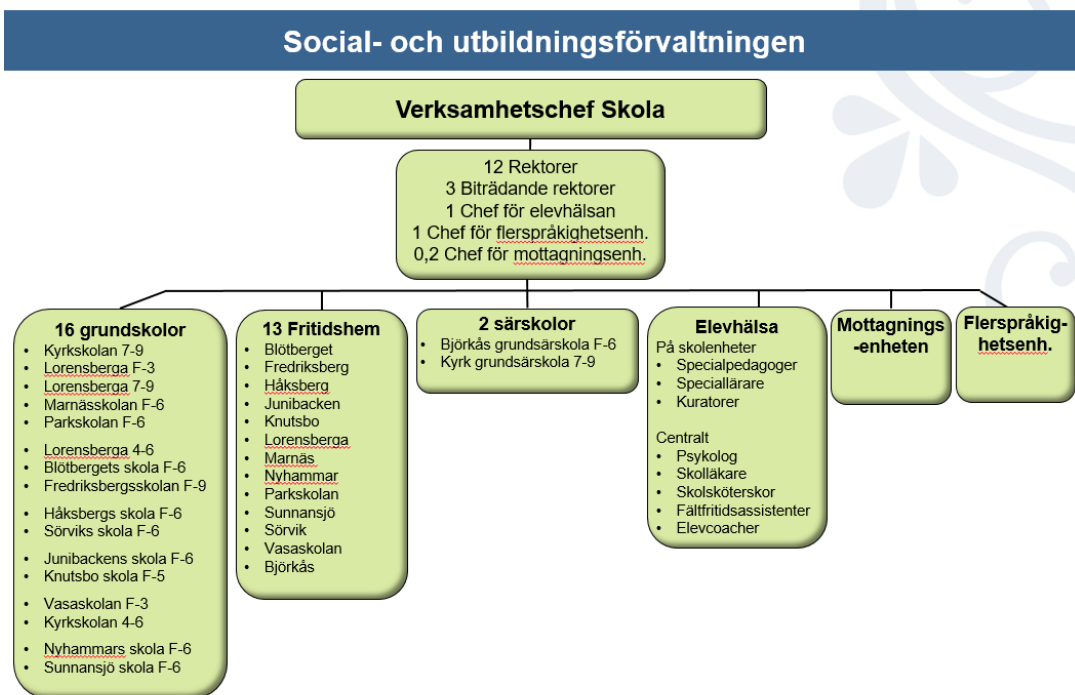 Social- och utbildningsförvaltningen
Verksamhetschef Skola
12 Rektorer
3 Biträdande rektorer
1 Chef för elevhälsan
1 Chef för flerspråkighetsenh.
0,2 Chef för mottagningsenh.
16 grundskolor
• Kyrkskolan 7-9
• Lorensberga F-3
• Lorensberga 7-9
• Marnässkolan F-6
• Parkskolan F-6
• Lorensberga 4-6
• Blötbergets skola F-6
• Fredriksbergsskolan F-9
• Håksbergs skola F-6
• Sörviks skola F-6
• Junibackens skola F-6
• Knutsbo skola F-5
• Vasaskolan F-3
• Kyrkskolan 4-6
• Nyhammars skola F-6
• Sunnansjö skola F-6
13 Fritidshem
• Blötberget
• Fredriksberg
• Håksberg
• Junibacken
• Knutsbo
• Lorensberga
• Marnäs
• Nyhammar
• Parkskolan
• Sunnansjö
• Sörvik
• Vasaskolan
• Björkås
2 särskolor
• Björkås grundsärskola F-6
• Kyrk grundsärskola 7-9
Elevhälsa
På skolenheter
• Specialpedagoger
• Speciallärare
• Kuratorer
Centralt
• Psykolog
• Skolläkare
• Skolsköterskor
• Fältfritidsassistenter
• Elevcoacher
Mottagnings
-enheten
Flerspråkig-
hetsenh.